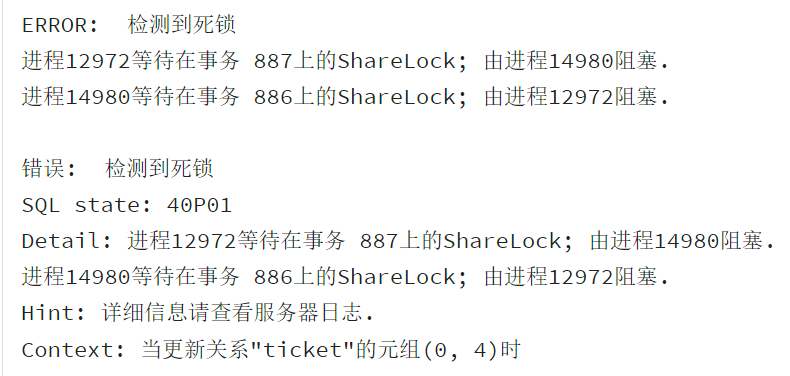 ERROR:  检测到死锁
进程12972等待在事务 887上的ShareLock; 由进程14980阻塞.
进程14980等待在事务 886上的ShareLock; 由进程12972阻塞.
错误:  检测到死锁
SQL state: 40P01
Detail: 进程12972等待在事务 887上的ShareLock; 由进程14980阻塞.
进程14980等待在事务 886上的ShareLock; 由进程12972阻塞.
Hint: 详细信息请查看服务器日志.
Context: 当更新关系"ticket"的元组(0, 4)时